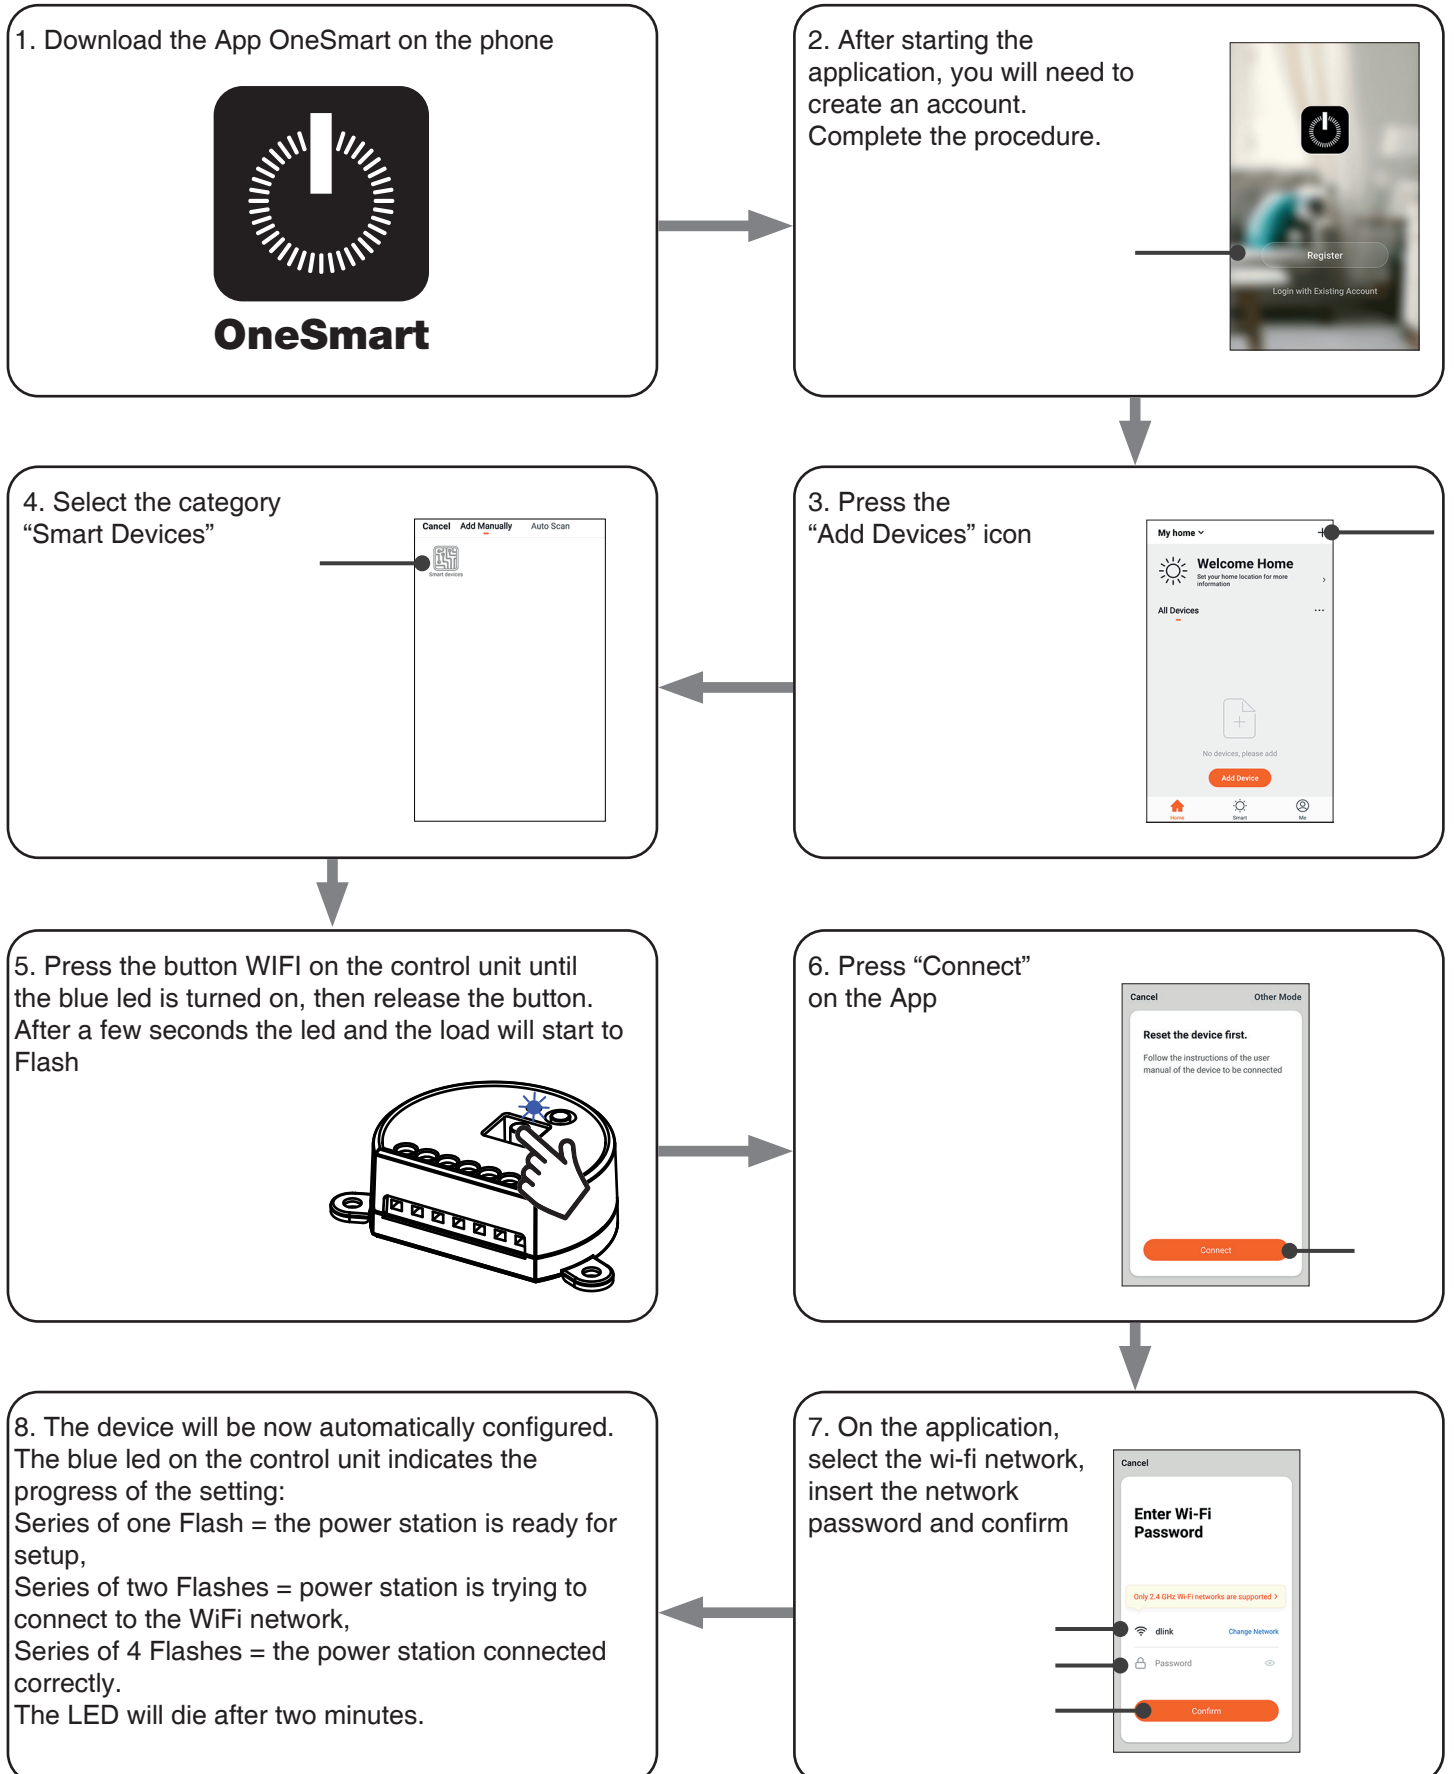 1. Download the App OneSmart on the phone
OneSmart
2. After starting the
application, you will need to
create an account.
Complete the procedure.
Register
Login with Existing Account
3. Press the
“Add Devices” icon
My home
Welcome Home
Set your home location for more
information
All Devices
No devices, please add
Add Device
Home
Smart
Me
4. Select the category
“Smart Devices”
Cancel Add Manually Auto Scan
Smart devices
5. Press the button WIFI on the control unit until
the blue led is turned on, then release the button.
After a few seconds the led and the load will start to
Flash
6. Press “Connect”
on the App
Cancel Other Mode
Reset the device first.
Follow the instructions of the user
manual of the device to be connected
Connect
7. On the application,
select the wi-fi network,
insert the network
password and confirm
Cancel
Enter Wi-Fi
Password
Only 2.4 GHz Wi-Fi networks are supported >
dlink Change Network
Password
Confirm
8. The device will be now automatically configured.
The blue led on the control unit indicates the
progress of the setting:
Series of one Flash = the power station is ready for
setup,
Series of two Flashes = power station is trying to
connect to the WiFi network,
Series of 4 Flashes = the power station connected
correctly.
The LED will die after two minutes.